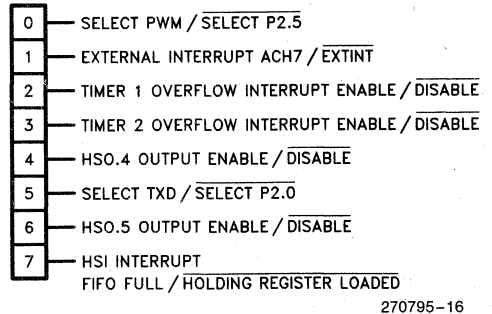 0 SELECT PWM / SELECT P2.5
1 EXTERNAL INTERRUPT ACH7 / EXTINT
2 TIMER 1 OVERFLOW INTERRUPT ENABLE / DISABLE
3 TIMER 2 OVERFLOW INTERRUPT ENABLE / DISABLE
4 HSO.4 OUTPUT ENABLE / DISABLE
5 SELECT TXD / SELECT P2.0
6 HSO.5 OUTPUT ENABLE / DISABLE
7 HSI INTERRUPT
FIFO FULL / HOLDING REGISTER LOADED
270795-16